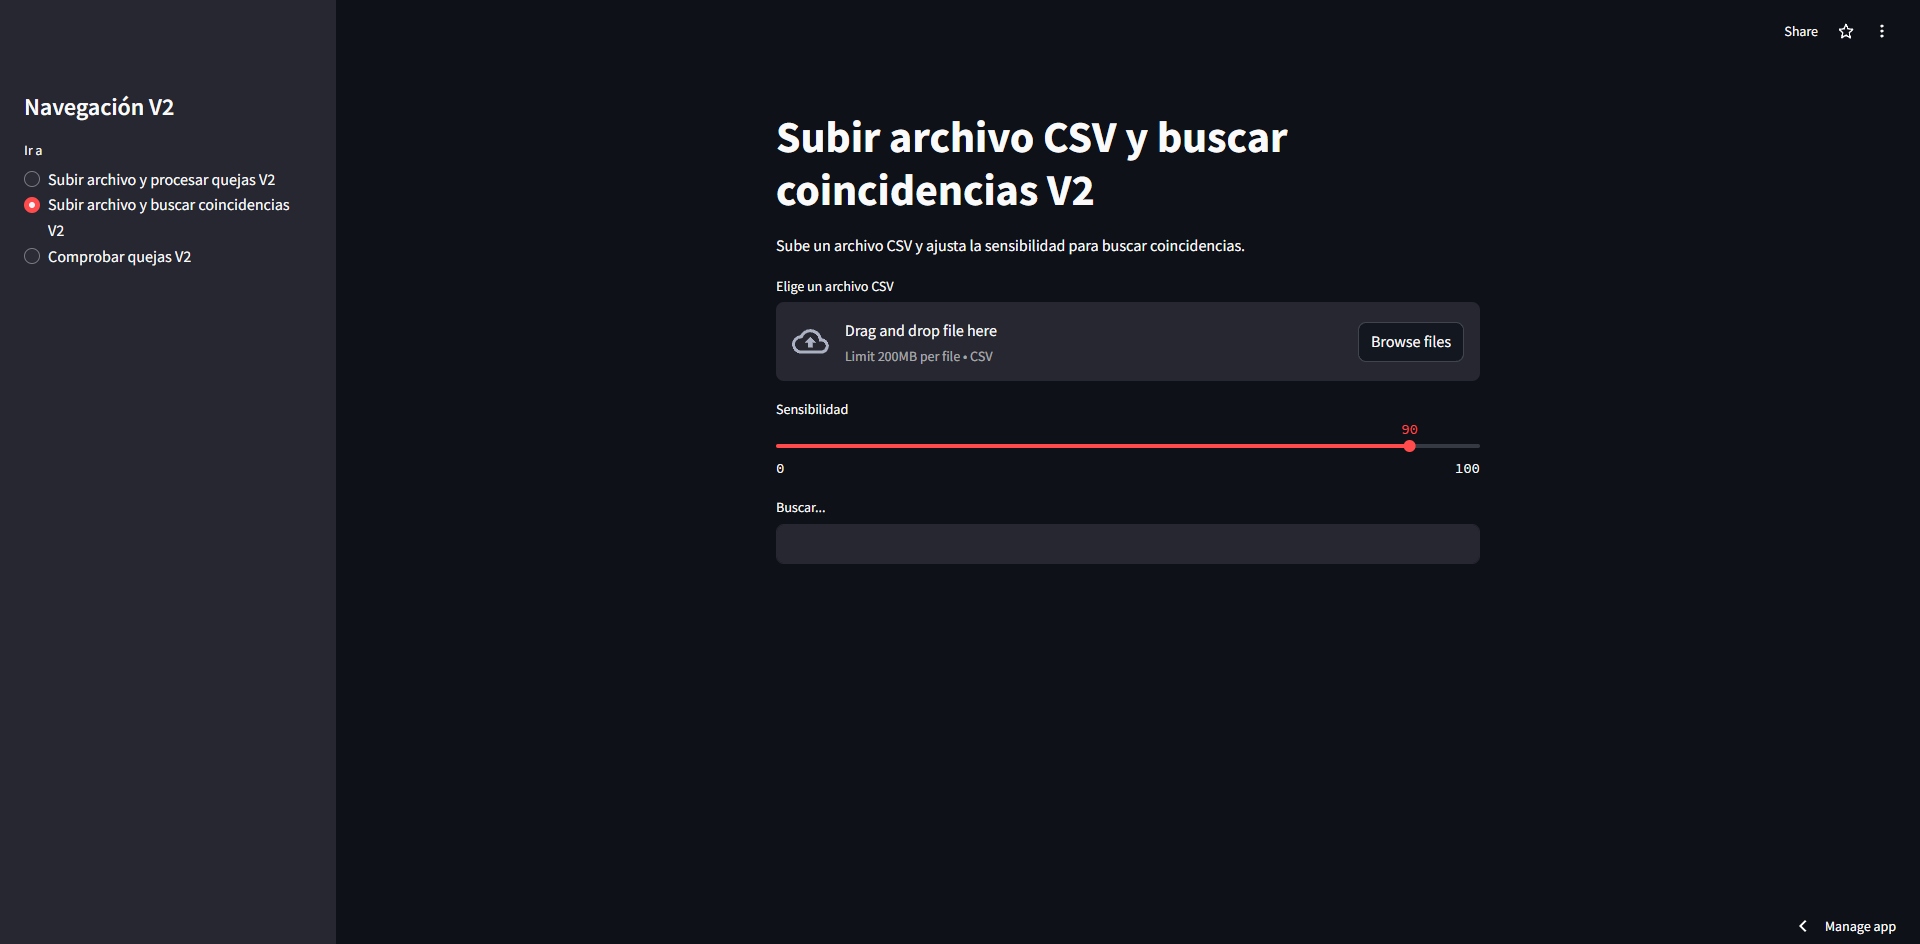 Share
Navegación V2
Ir a
Subir archivo y procesar quejas V2
Subir archivo y buscar coincidencias
V2
Comprobar quejas V2
Subir archivo CSV y buscar
coincidencias V2
Sube un archivo CSV y ajusta la sensibilidad para buscar coincidencias.
Elige un archivo CSV
Drag and drop file here
Limit 200MB per file • CSV
Browse files
Sensibilidad
90
0
100
Buscar...
Manage app